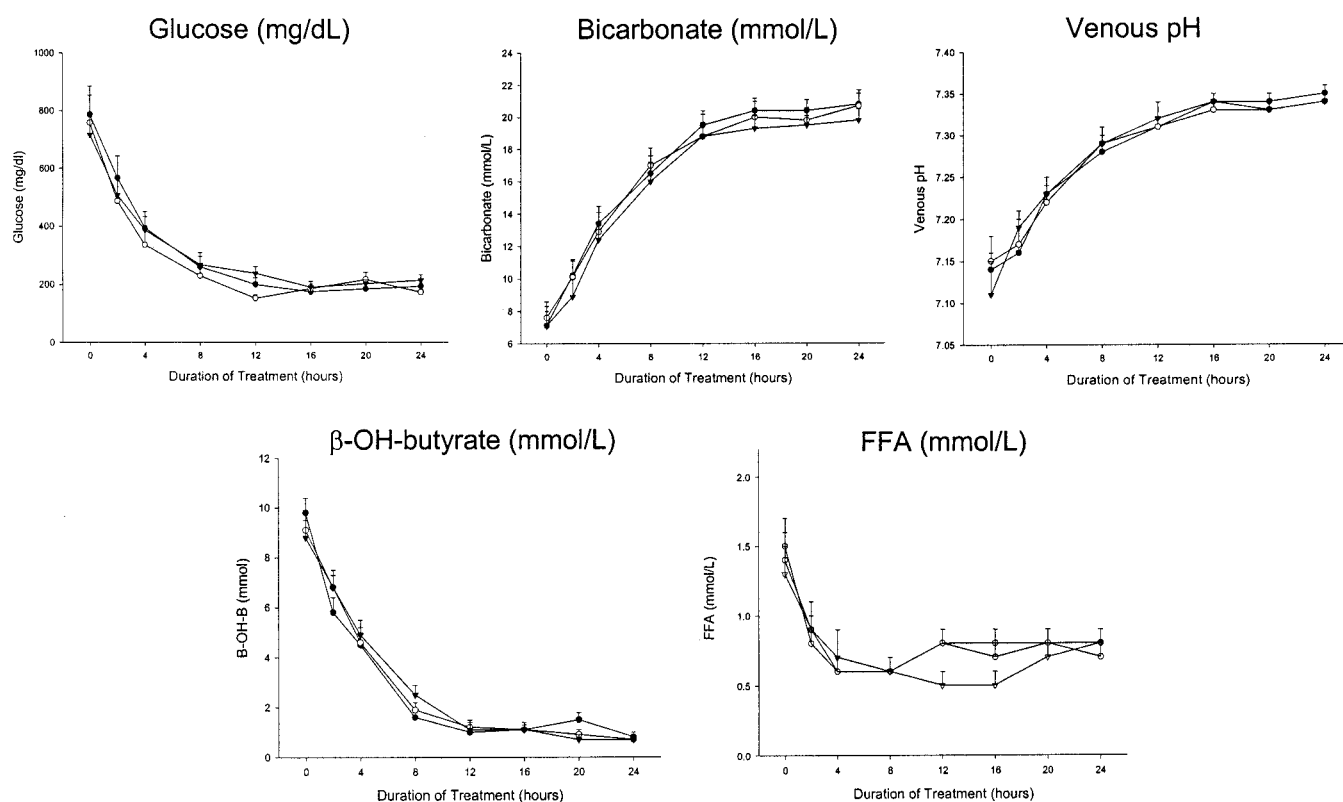 Glucose (mg/dL)
Glucose (mg/dl)
1000
800
600
400
200
0
0 4 8 12 16 20 24
Duration of Treatment (hours)
Bicarbonate (mmol/L)
Bicarbonate (mmol/L)
24
22
20
18
16
14
12
10
8
6
0 4 8 12 16 20 24
Duration of Treatment (hours)
Venous pH
Venous pH
7.35
7.30
7.25
7.20
7.15
7.10
7.05
0 4 8 12 16 20 24
Duration of Treatment (hours)
β-OH-butyrate (mmol/L)
B-OH-B (mmol)
12
10
8
6
4
2
0
0 4 8 12 16 20 24
Duration of Treatment (hours)
FFA (mmol/L)
FFA (mmol/L)
2.0
1.5
1.0
0.5
0.0
0 4 8 12 16 20 24
Duration of Treatment (hours)